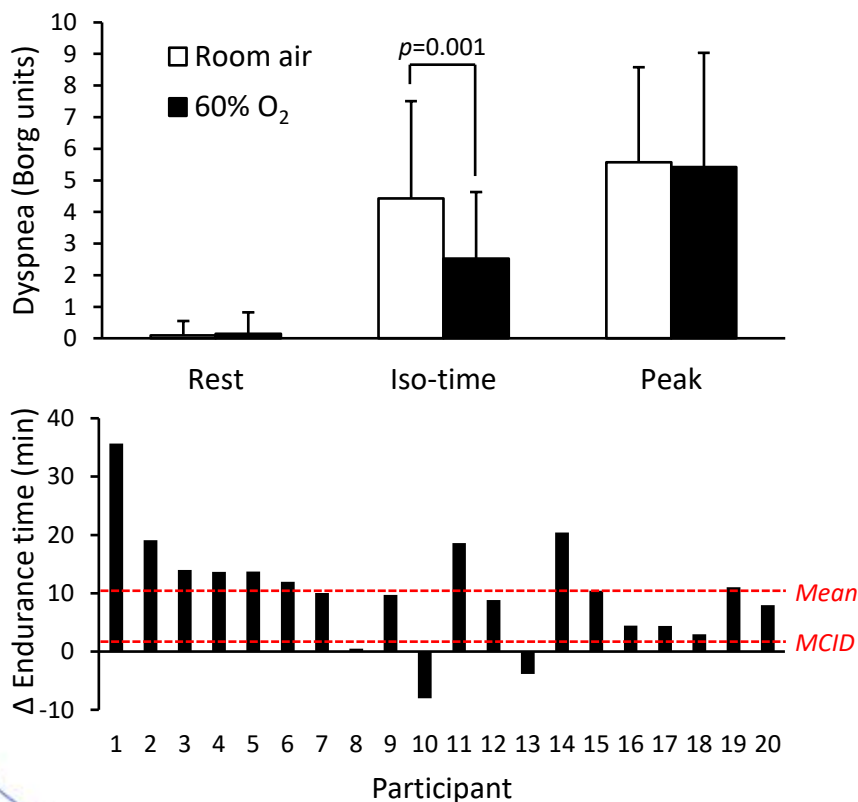 10
9
8
7
6
5
4
3
2
1
0
Dyspnea (Borg units)
Room air
60% O₂
p=0.001
Rest Iso-time Peak
40
30
20
10
0
-10
Δ Endurance time (min)
Mean
MCID
1 2 3 4 5 6 7 8 9 10 11 12 13 14 15 16 17 18 19 20
Participant